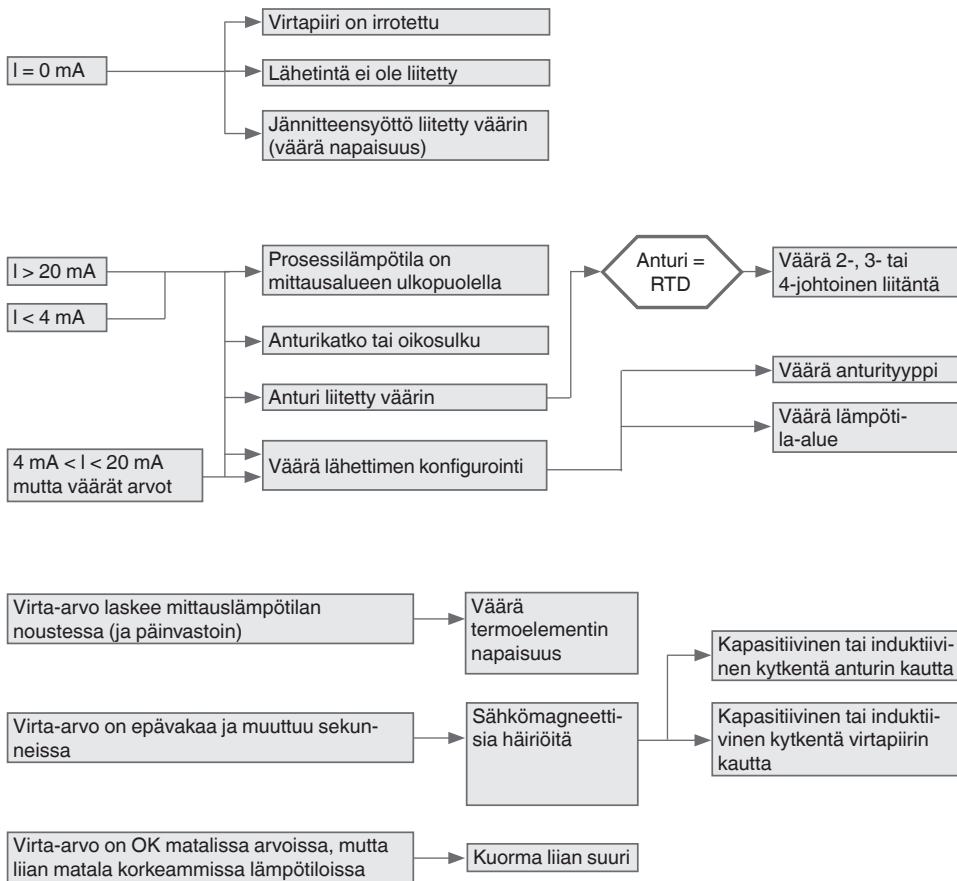 I = 0 mA
Virtapiiri on irrotettu
Lähetintä ei ole liitetty
Jännitteensyöttö liitetty väärin
(väärä napaisuus)
I > 20 mA
I < 4 mA
4 mA < I < 20 mA
mutta väärät arvot
Prosessilämpötila on
mittausalueen ulkopuolella
Anturikatko tai oikosulku
Anturi liitetty väärin
Väärä lähettimen konfigurointi
Anturi =
RTD
Väärä 2-, 3- tai
4-johtoinen liitäntä
Väärä anturityyppi
Väärä lämpöti-
la-alue
Virta-arvo laskee mittauslämpötilan
noustessa (ja päinvastoin)
Väärä
termoelementin
napaisuus
Virta-arvo on epävakaa ja muuttuu sekun-
neissa
Sähkömagneetti-
sia häiriöitä
Kapasitiivinen tai induktiivi-
nen kytkentä anturin kautta
Kapasitiivinen tai induktii-
vinen kytkentä virtapiirin
kautta
Virta-arvo on OK matalissa arvoissa, mutta
liian matala korkeammissa lämpötiloissa
Kuorma liian suuri